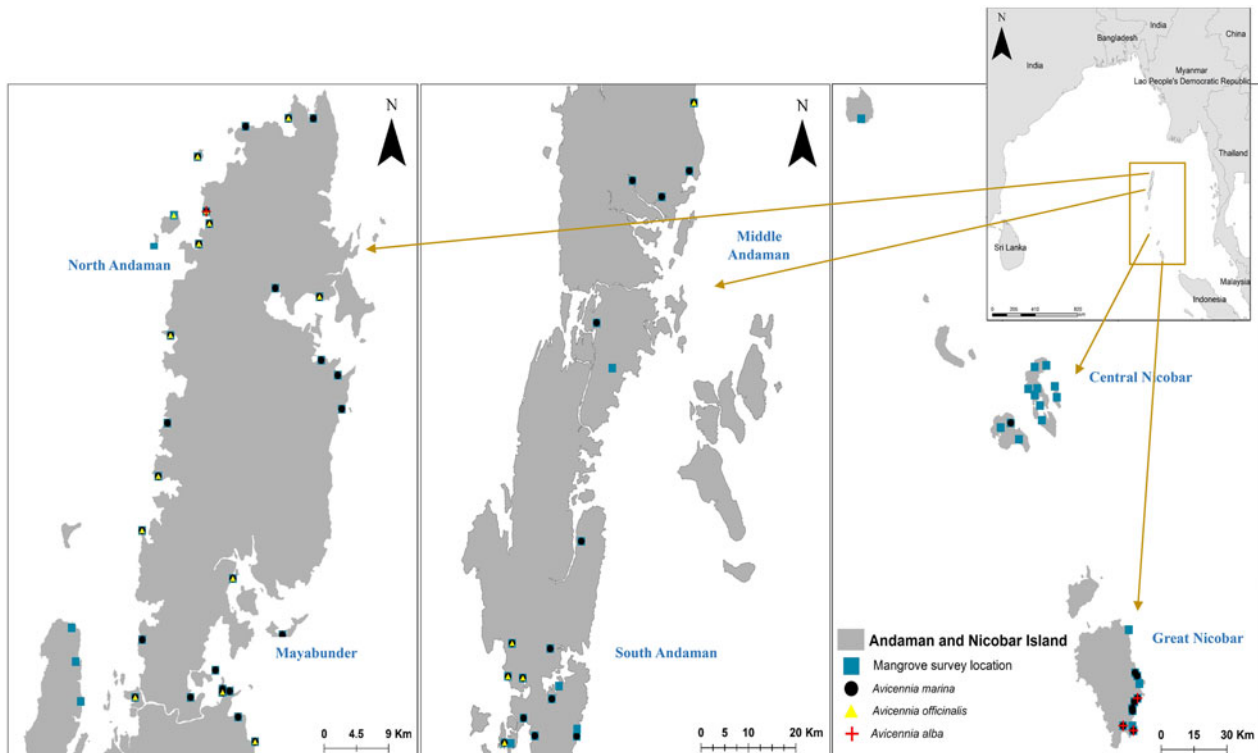 N
North Andaman
Mayabunder
0 4.5 9 Km
N
Middle
Andaman
South Andaman
0 5 10 20 Km
N
India
Bangladesh
India
China
Myanmar
Lao People's Democratic Republic
Thailand
Sri Lanka
Malaysia
Indonesia
0
Central Nicobar
Great Nicobar
Andaman and Nicobar Island
Mangrove survey location
Avicennia marina
Avicennia officinalis
Avicennia alba
0 15 30 Km